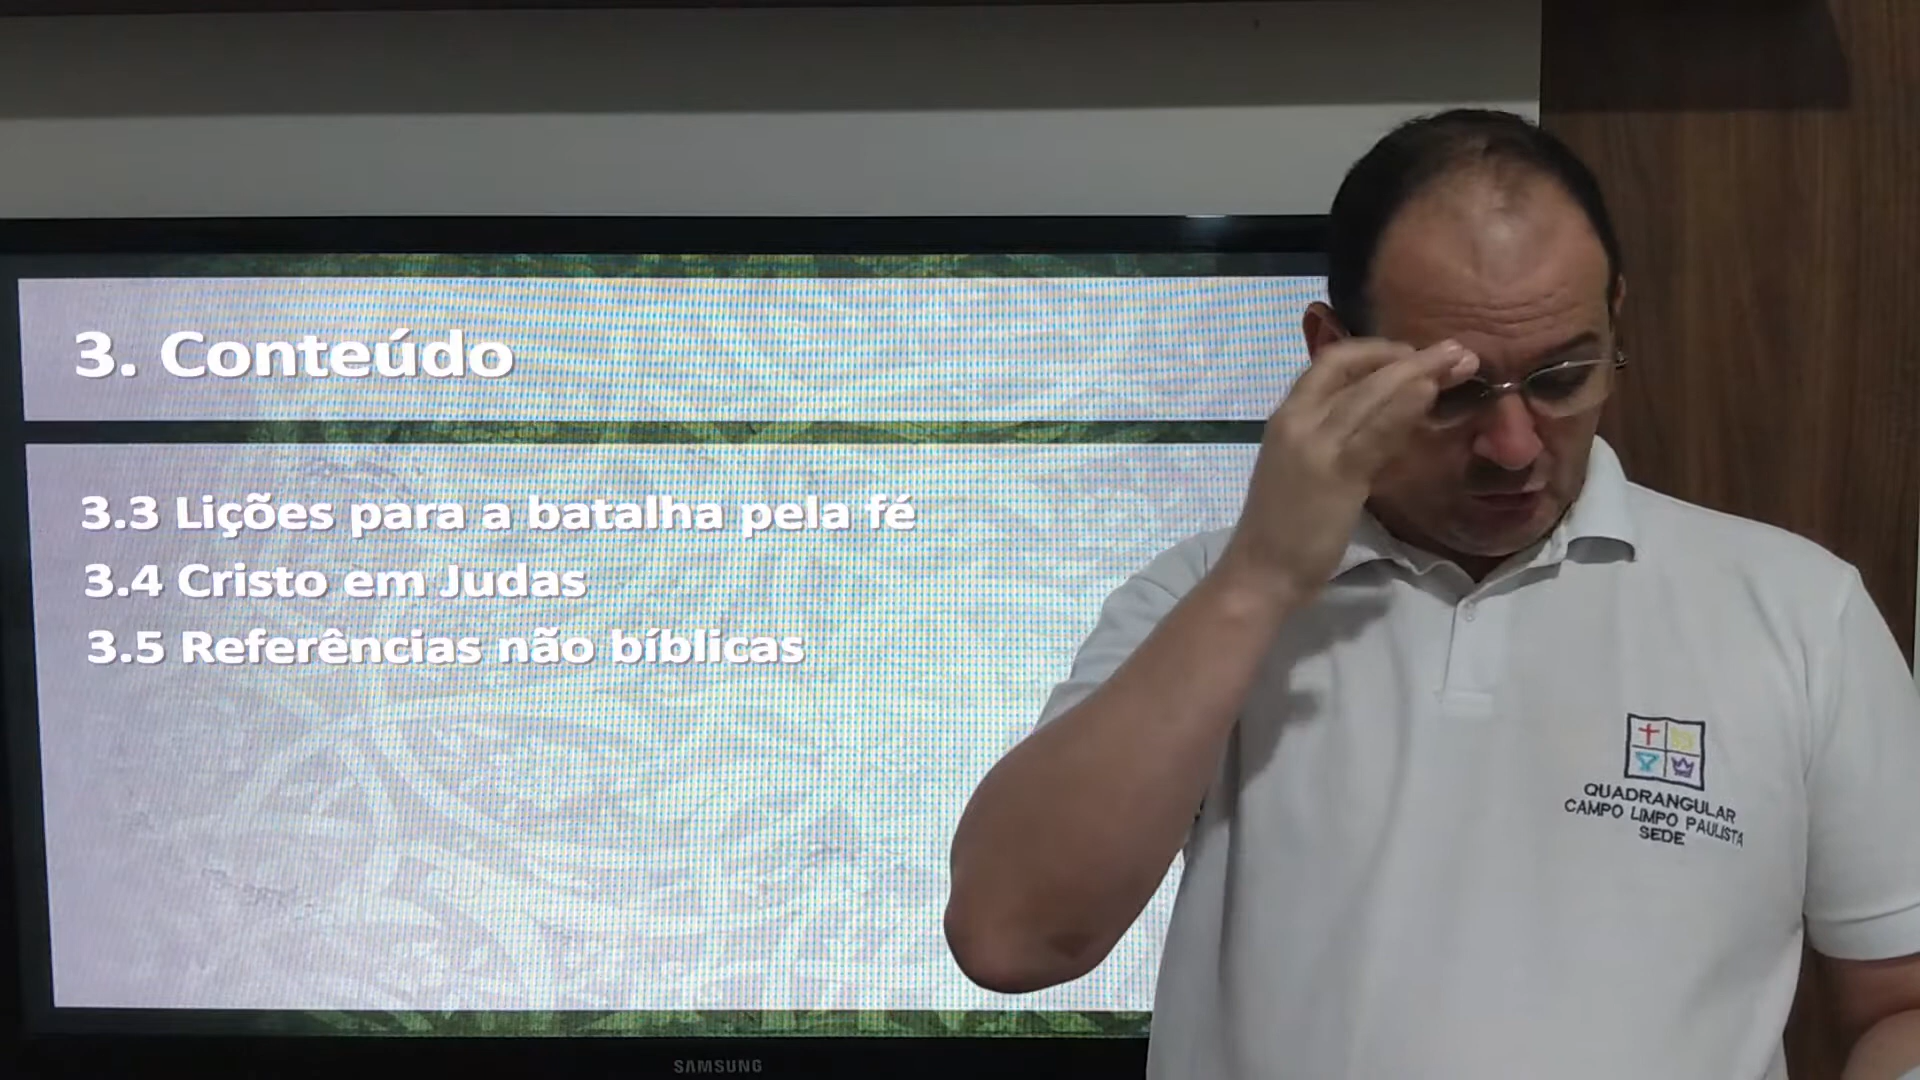 3. Conteúdo
3.3 Lições para a batalha pela fé
3.4 Cristo em Judas
3.5 Referências não bíblicas
SAMSUNG
QUADRANGULAR
CAMPO LIMPO PAULISTA
SEDE